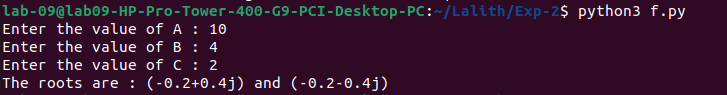 lab-09@lab09-HP-Pro-Tower-400-G9-PCI-Desktop-PC:~/Lalith/Exp-2$ python3 f.py
Enter the value of A : 10
Enter the value of B : 4
Enter the value of C : 2
The roots are : (-0.2+0.4j) and (-0.2-0.4j)